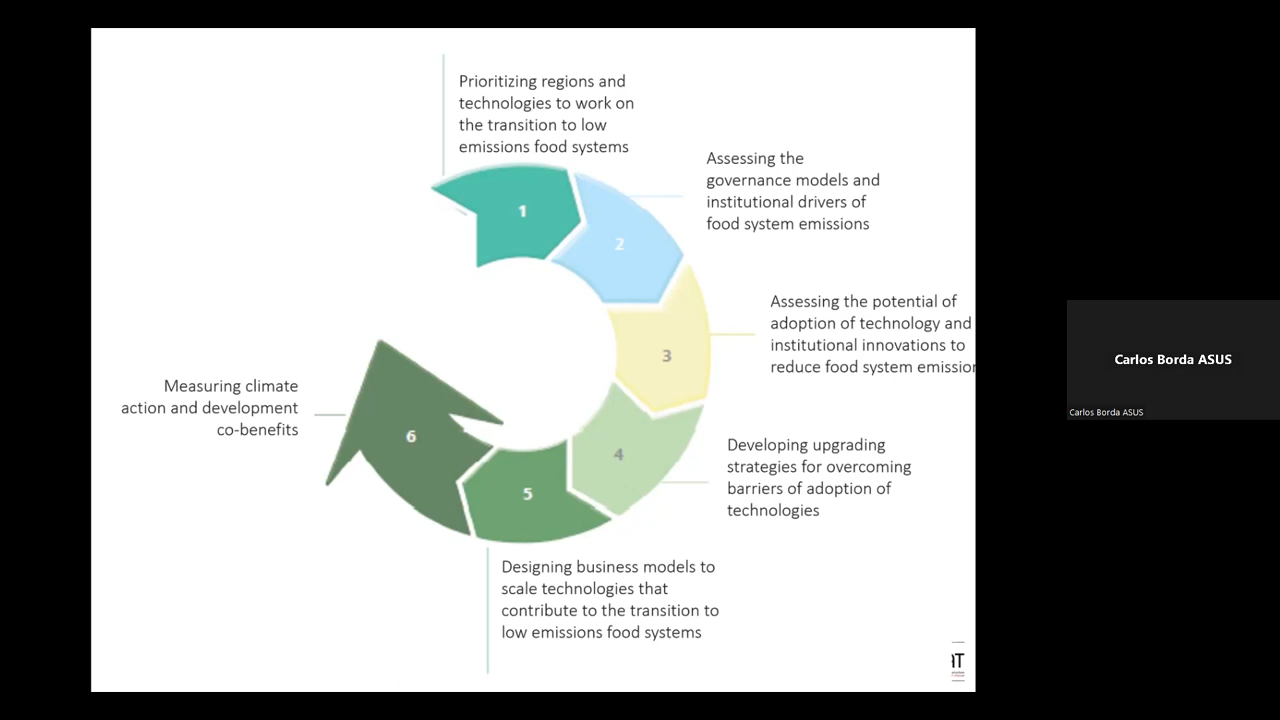 Prioritizing regions and
technologies to work on
the transition to low
emissions food systems
1
Assessing the
governance models and
institutional drivers of
food system emissions
2
Assessing the potential of
adoption of technology and
institutional innovations to
reduce food system
3
Developing upgrading
strategies for overcoming
barriers of adoption of
technologies
4
Designing business models to
scale technologies that
contribute to the transition to
low emissions food systems
5
Measuring climate
action and development
co-benefits
6
Carlos Borda ASUS
Carlos Borda ASUS